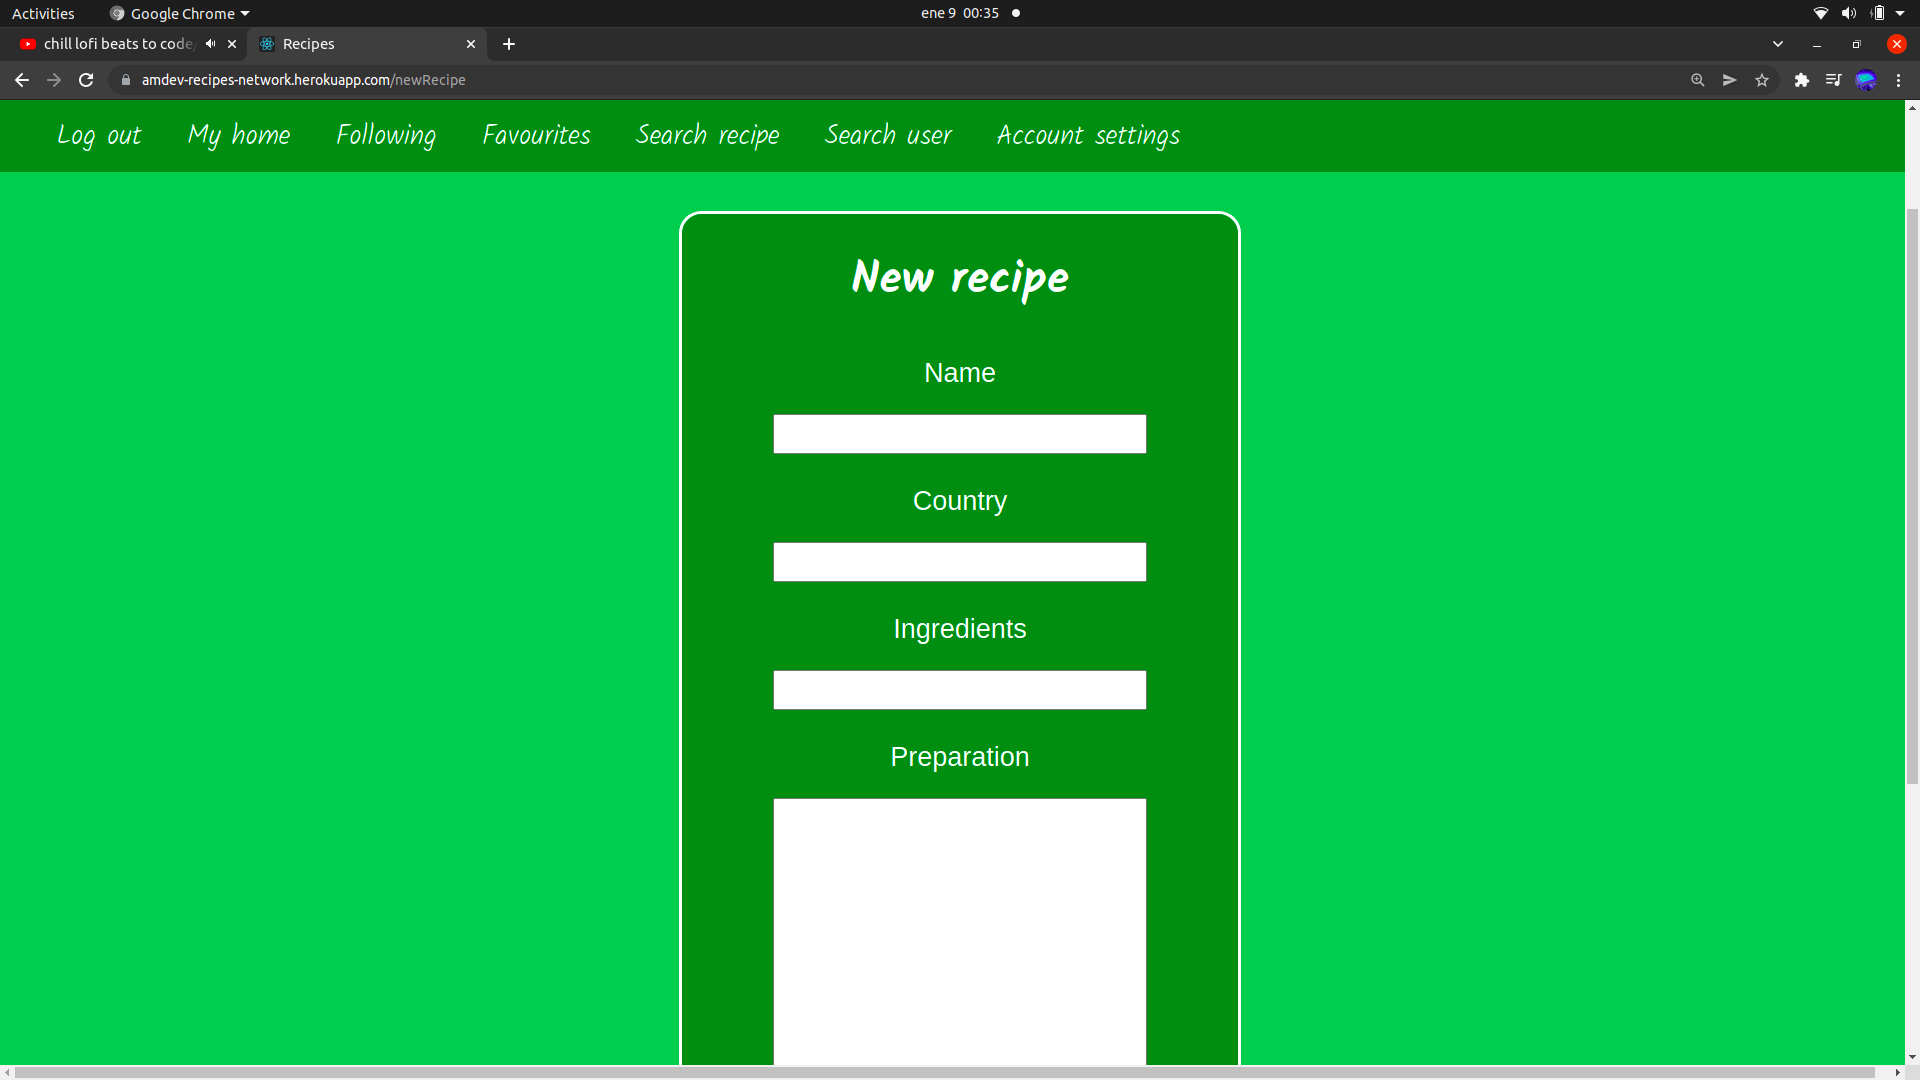 Activities
Google Chrome
ene 9 00:35
chill lofi beats to code
Recipes
amdev-recipes-network.herokuapp.com/newRecipe
Log out
My home
Following
Favourites
Search recipe
Search user
Account settings
New recipe
Name
Country
Ingredients
Preparation